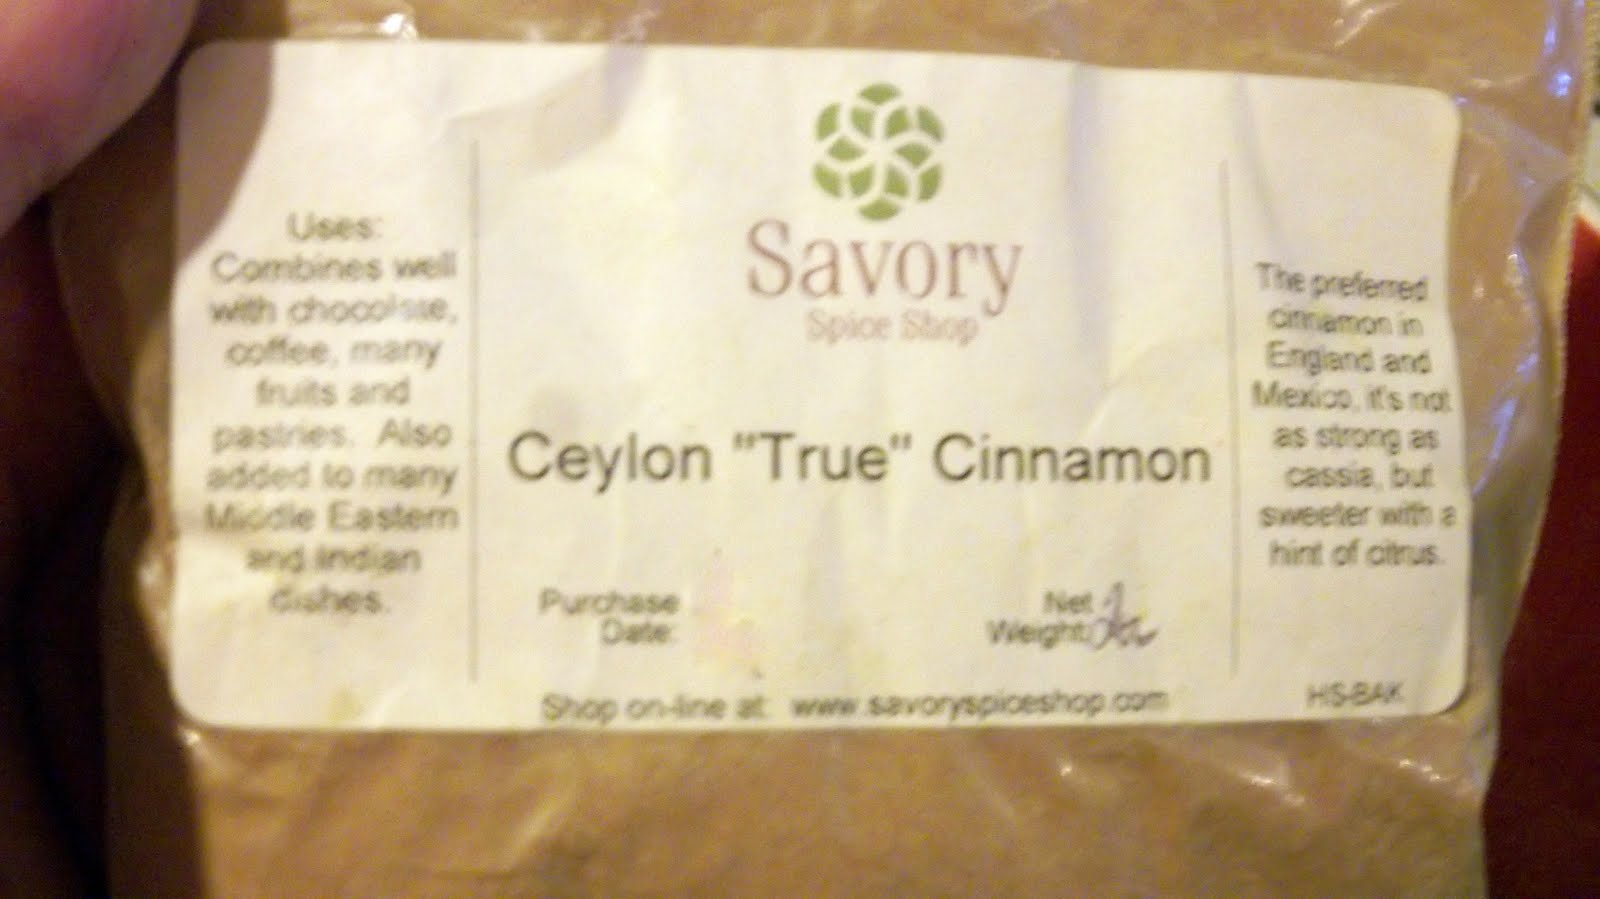 Uses:
Combines well
with chocolate,
coffee, many
fruits and
pastries. Also
added to many
Middle Eastern
and Indian
dishes.
Savory
Spice Shop
Ceylon "True" Cinnamon
Purchase
Date:
Net
Weight:
Shop on-line at: www.savoryspiceshop.com
The preferred
cinnamon in
England and
Mexico, it's not
as strong as
cassia, but
sweeter with a
hint of citrus.
HS-BAK